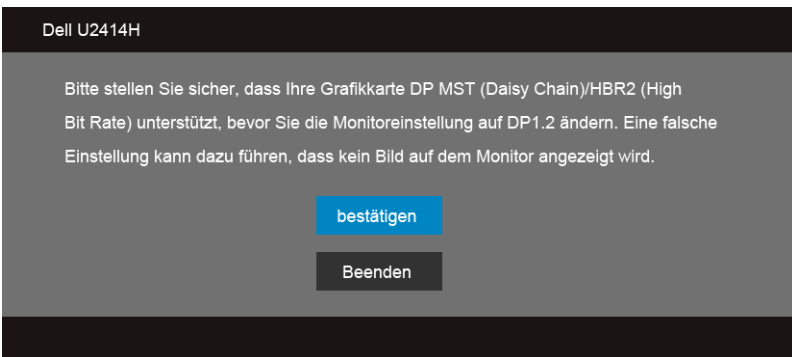 Dell U2414H
Bitte stellen Sie sicher, dass Ihre Grafikkarte DP MST (Daisy Chain)/HBR2 (High
Bit Rate) unterstützt, bevor Sie die Monitoreinstellung auf DP1.2 ändern. Eine falsche
Einstellung kann dazu führen, dass kein Bild auf dem Monitor angezeigt wird.
bestätigen
Beenden